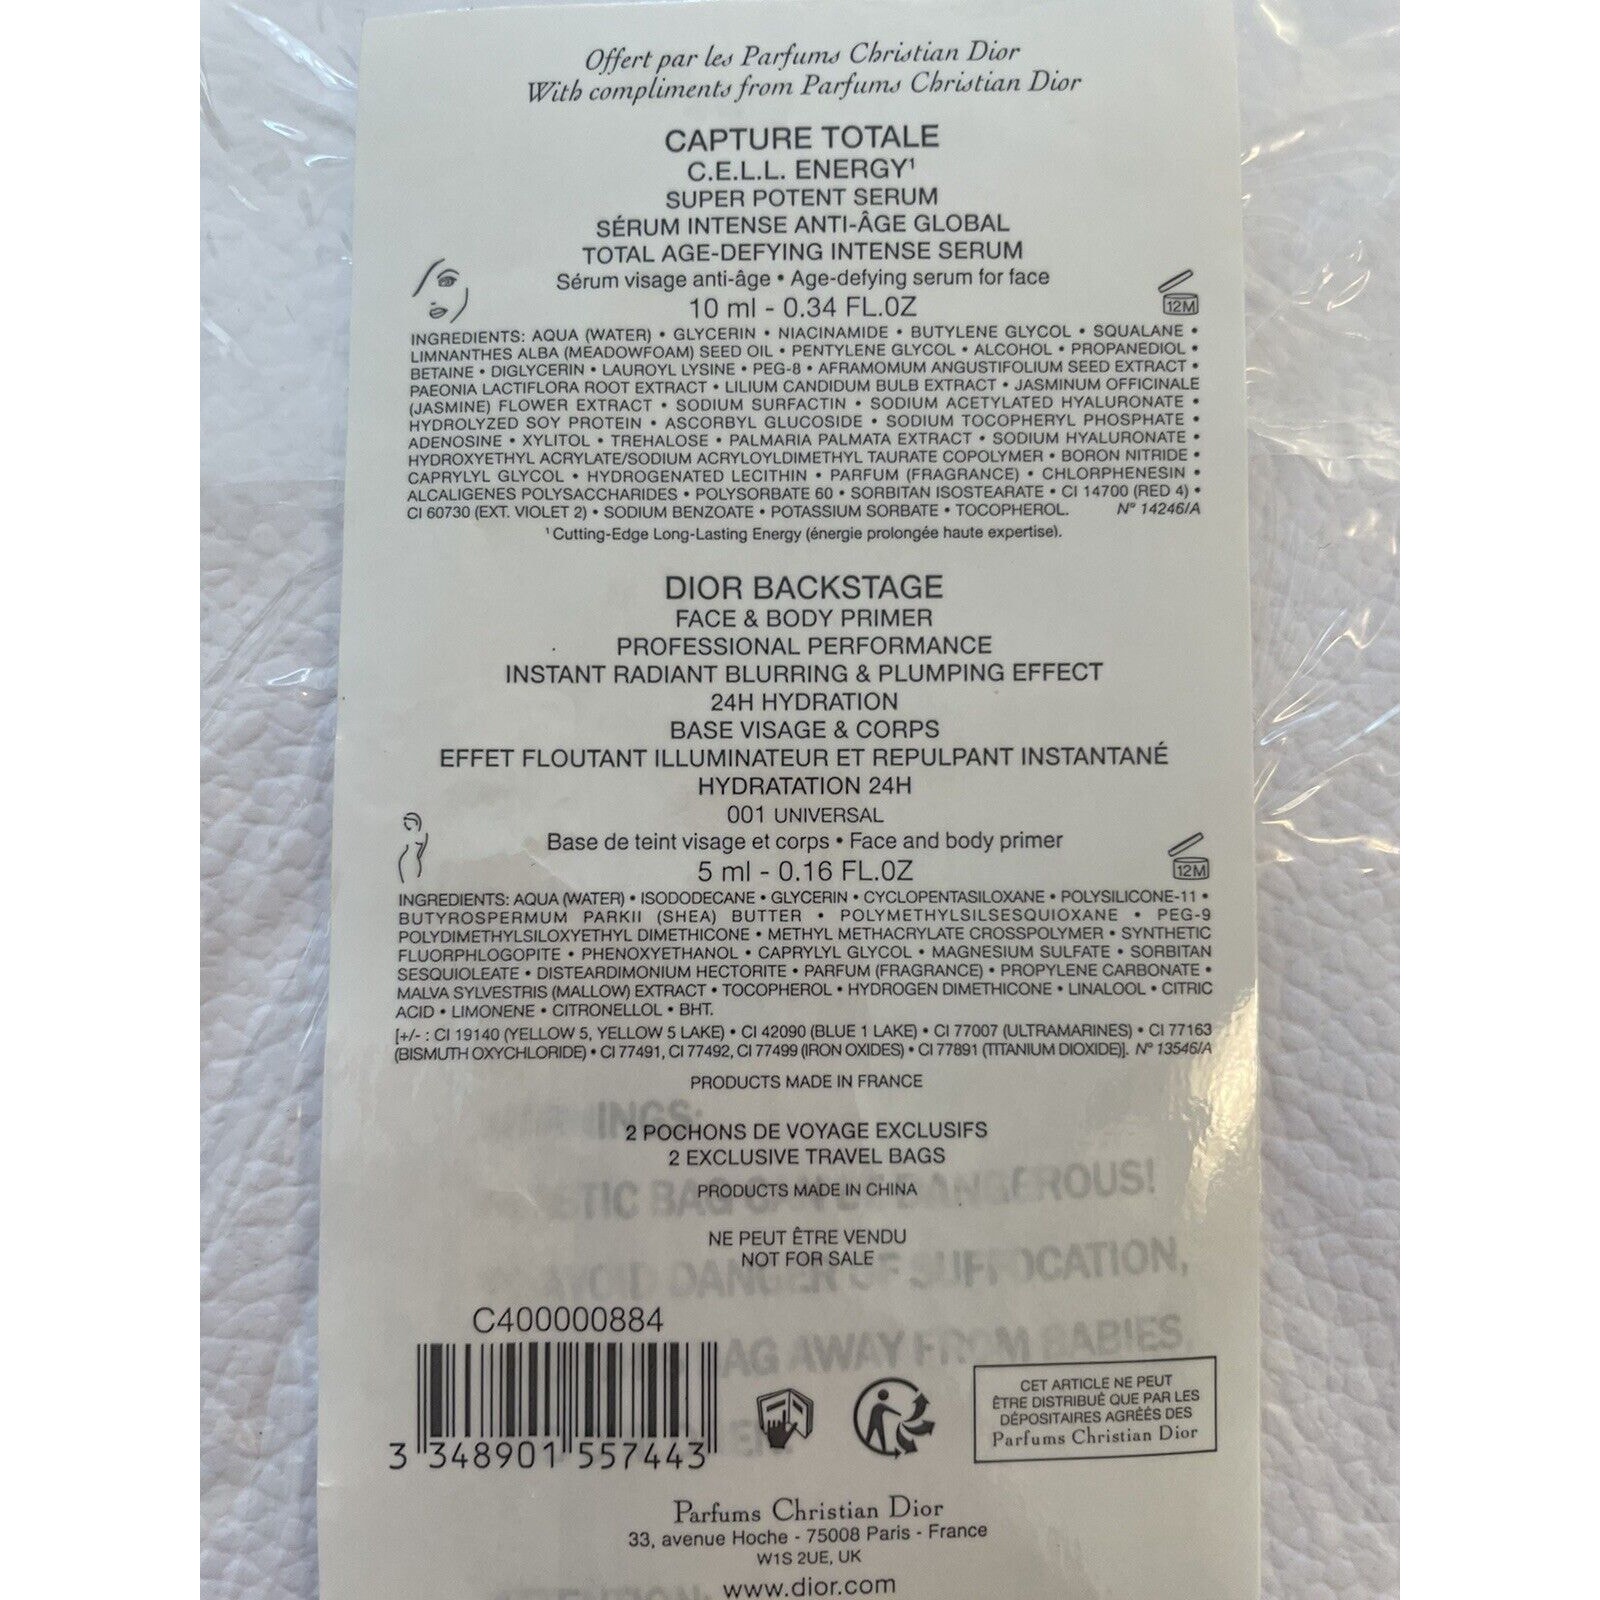 Offert par les Parfums Christian Dior
With compliments from Parfums Christian Dior
CAPTURE TOTALE
C.E.L.L. ENERGY¹
SUPER POTENT SERUM
SÉRUM INTENSE ANTI-ÂGE GLOBAL
TOTAL AGE-DEFYING INTENSE SERUM
Sérum visage anti-âge • Age-defying serum for face
10 ml - 0.34 FL.OZ
12M
INGREDIENTS: AQUA (WATER) • GLYCERIN • NIACINAMIDE • BUTYLENE GLYCOL • SQUALANE •
LIMNANTHES ALBA (MEADOWFOAM) SEED OIL • PENTYLENE GLYCOL • ALCOHOL • PROPANEDIOL •
BETAINE • DIGLYCERIN • LAUROYL LYSINE • PEG-8 • AFRAMOMUM ANGUSTIFOLIUM SEED EXTRACT •
PAEONIA LACTIFLORA ROOT EXTRACT • LILIUM CANDIDUM BULB EXTRACT • JASMINUM OFFICINALE
(JASMINE) FLOWER EXTRACT • SODIUM SURFACTIN • SODIUM ACETYLATED HYALURONATE •
HYDROLYZED SOY PROTEIN • ASCORBYL GLUCOSIDE • SODIUM TOCOPHERYL PHOSPHATE •
ADENOSINE • XYLITOL • TREHALOSE • PALMARIA PALMATA EXTRACT • SODIUM HYALURONATE •
HYDROXYETHYL ACRYLATE/SODIUM ACRYLOYLDIMETHYL TAURATE COPOLYMER • BORON NITRIDE •
CAPRYLYL GLYCOL • HYDROGENATED LECITHIN • PARFUM (FRAGRANCE) • CHLORPHENESIN •
ALCALIGENES POLYSACCHARIDES • POLYSORBATE 60 • SORBITAN ISOSTEARATE • CI 14700 (RED 4) •
CI 60730 (EXT. VIOLET 2) • SODIUM BENZOATE • POTASSIUM SORBATE • TOCOPHEROL. N° 14246/A
¹ Cutting-Edge Long-Lasting Energy (énergie prolongée haute expertise).
DIOR BACKSTAGE
FACE & BODY PRIMER
PROFESSIONAL PERFORMANCE
INSTANT RADIANT BLURRING & PLUMPING EFFECT
24H HYDRATION
BASE VISAGE & CORPS
EFFET FLOUTANT ILLUMINATEUR ET REPULPANT INSTANTANÉ
HYDRATATION 24H
001 UNIVERSAL
Base de teint visage et corps • Face and body primer
5 ml - 0.16 FL.OZ
12M
INGREDIENTS: AQUA (WATER) • ISODODECANE • GLYCERIN • CYCLOPENTASILOXANE • POLYSILICONE-11 •
BUTYROSPERMUM PARKII (SHEA) BUTTER • POLYMETHYLSILSESQUIOXANE • PEG-9
POLYDIMETHYLSILOXYETHYL DIMETHICONE • METHYL METHACRYLATE CROSSPOLYMER • SYNTHETIC
FLUORPHLOGOPITE • PHENOXYETHANOL • CAPRYLYL GLYCOL • MAGNESIUM SULFATE • SORBITAN
SESQUIOLEATE • DISTEARDIMONIUM HECTORITE • PARFUM (FRAGRANCE) • PROPYLENE CARBONATE •
MALVA SYLVESTRIS (MALLOW) EXTRACT • TOCOPHEROL • HYDROGEN DIMETHICONE • LINALOOL • CITRIC
ACID • LIMONENE • CITRONELLOL • BHT.
[+/- : CI 19140 (YELLOW 5, YELLOW 5 LAKE) • CI 42090 (BLUE 1 LAKE) • CI 77007 (ULTRAMARINES) • CI 77163
(BISMUTH OXYCHLORIDE) • CI 77491, CI 77492, CI 77499 (IRON OXIDES) • CI 77891 (TITANIUM DIOXIDE)]. N° 13546/A
PRODUCTS MADE IN FRANCE
2 POCHONS DE VOYAGE EXCLUSIFS
2 EXCLUSIVE TRAVEL BAGS
BAG CAN BE DANGEROUS!
PRODUCTS MADE IN CHINA
NE PEUT ÊTRE VENDU
NOT FOR SALE
AVOID DANGER OF SUFFOCATION,
C400000884
AWAY FROM BABIES
3 348901 557443
CET ARTICLE NE PEUT
ÊTRE DISTRIBUÉ QUE PAR LES
DÉPOSITAIRES AGRÉÉS DES
Parfums Christian Dior
Parfums Christian Dior
33, avenue Hoche - 75008 Paris - France
W1S 2UE, UK
www.dior.com